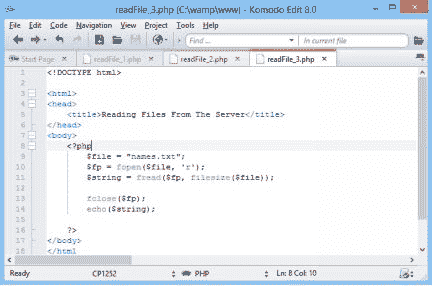 readFile_3.php (C:\wamp\www) - Komodo Edit 8.0
File Edit Code Navigation View Project Tools Help
Find in current file
Start Page readFile_1.php readFile_2.php readFile_3.php
1 <!DOCTYPE html>
2
3 <html>
4 <head>
5 <title>Reading Files From The Server</title>
6 </head>
7 <body>
8 <?php
9 $file = "names.txt";
10 $fp = fopen($file, 'r');
11 $string = fread($fp, filesize($file));
12
13 fclose($fp);
14 echo($string);
15
16 ?>
17 </body>
18 </html
Ready CP1252 PHP Ln: 8 Col: 10